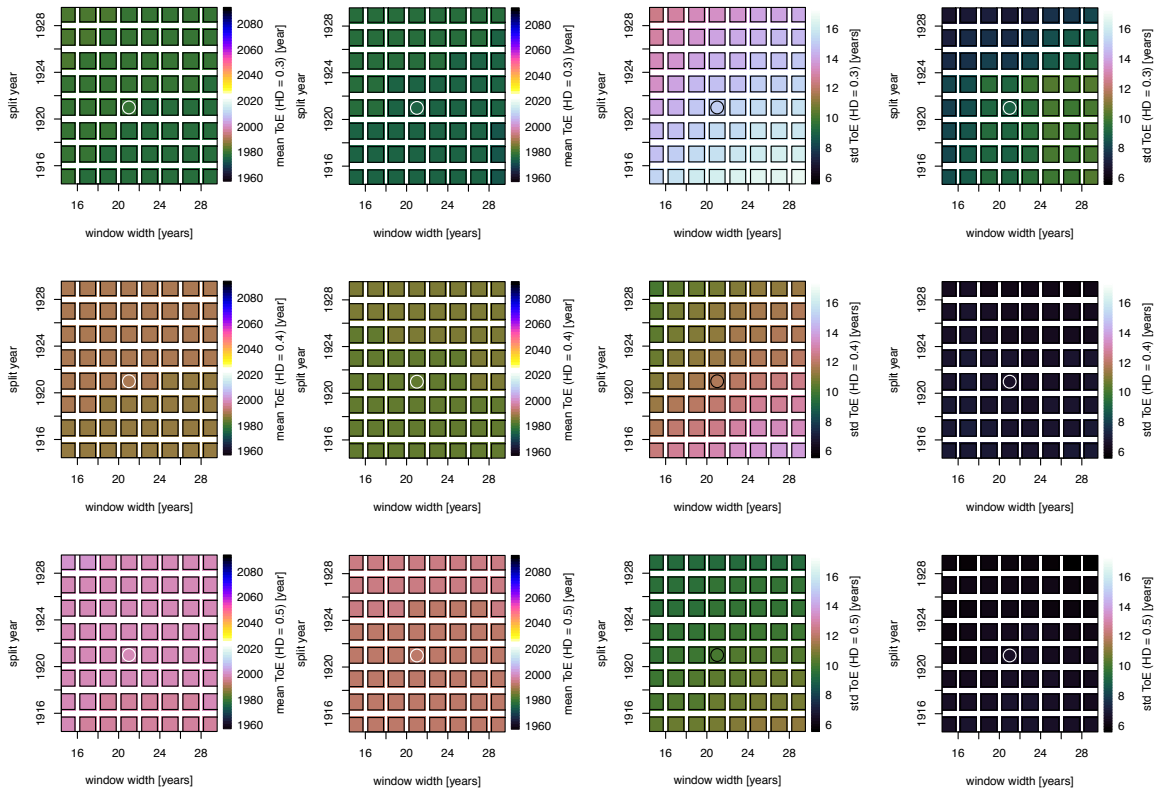 split year
1916 1920 1924 1928
16 20 24 28
window width [years]
2080
2060
2040
2020
2000
1980
1960
mean ToE (HD = 0.3) [year]
split year
1916 1920 1924 1928
16 20 24 28
window width [years]
2080
2060
2040
2020
2000
1980
1960
mean ToE (HD = 0.3) [year]
split year
1916 1920 1924 1928
16 20 24 28
window width [years]
16
14
12
10
8
6
std ToE (HD = 0.3) [years]
split year
1916 1920 1924 1928
16 20 24 28
window width [years]
16
14
12
10
8
6
std ToE (HD = 0.3) [years]
split year
1916 1920 1924 1928
16 20 24 28
window width [years]
2080
2060
2040
2020
2000
1980
1960
mean ToE (HD = 0.4) [year]
split year
1916 1920 1924 1928
16 20 24 28
window width [years]
2080
2060
2040
2020
2000
1980
1960
mean ToE (HD = 0.4) [year]
split year
1916 1920 1924 1928
16 20 24 28
window width [years]
16
14
12
10
8
6
std ToE (HD = 0.4) [years]
split year
1916 1920 1924 1928
16 20 24 28
window width [years]
16
14
12
10
8
6
std ToE (HD = 0.4) [years]
split year
1916 1920 1924 1928
16 20 24 28
window width [years]
2080
2060
2040
2020
2000
1980
1960
mean ToE (HD = 0.5) [year]
split year
1916 1920 1924 1928
16 20 24 28
window width [years]
2080
2060
2040
2020
2000
1980
1960
mean ToE (HD = 0.5) [year]
split year
1916 1920 1924 1928
16 20 24 28
window width [years]
16
14
12
10
8
6
std ToE (HD = 0.5) [years]
split year
1916 1920 1924 1928
16 20 24 28
window width [years]
16
14
12
10
8
6
std ToE (HD = 0.5) [years]